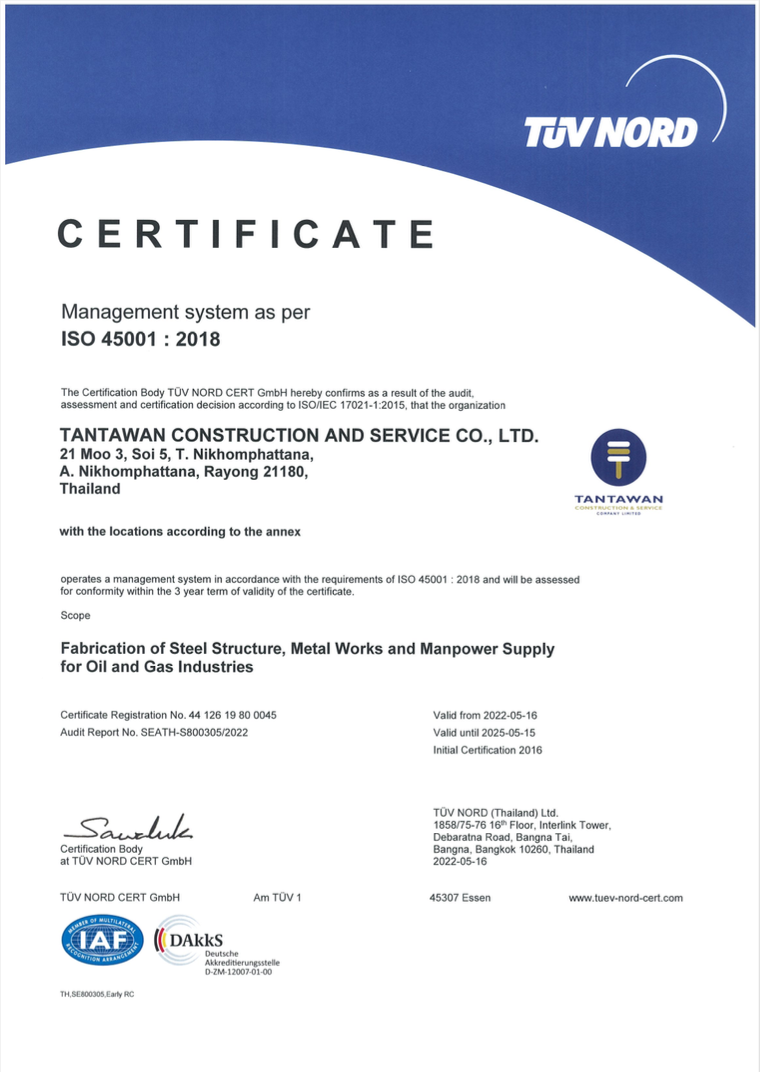 TÜV NORD
CERTIFICATE
Management system as per
ISO 45001 : 2018
The Certification Body TÜV NORD CERT GmbH hereby confirms as a result of the audit,
assessment and certification decision according to ISO/IEC 17021-1:2015, that the organization
TANTAWAN CONSTRUCTION AND SERVICE CO., LTD.
21 Moo 3, Soi 5, T. Nikhomphattana,
A. Nikhomphattana, Rayong 21180,
Thailand
TANTAWAN
CONSTRUCTION & SERVICE
COMPANY LIMITED
with the locations according to the annex
operates a management system in accordance with the requirements of ISO 45001 : 2018 and will be assessed
for conformity within the 3 year term of validity of the certificate.
Scope
Fabrication of Steel Structure, Metal Works and Manpower Supply
for Oil and Gas Industries
Certificate Registration No. 44 126 19 80 0045
Audit Report No. SEATH-S800305/2022
Valid from 2022-05-16
Valid until 2025-05-15
Initial Certification 2016
Certification Body
at TÜV NORD CERT GmbH
TÜV NORD (Thailand) Ltd.
1858/75-76 16th Floor, Interlink Tower,
Debaratna Road, Bangna Tai,
Bangna, Bangkok 10260, Thailand
2022-05-16
TÜV NORD CERT GmbH Am TÜV 1 45307 Essen www.tuev-nord-cert.com
MEMBER OF MULTILATERAL
IAF
RECOGNITION ARRANGEMENT
DAkkS
Deutsche
Akkreditierungsstelle
D-ZM-12007-01-00
TH,SE800305,Early RC